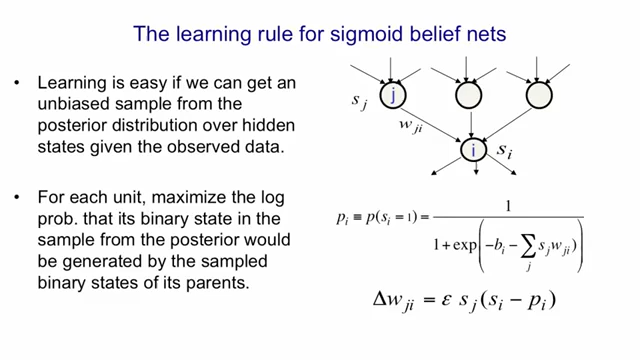 The learning rule for sigmoid belief nets
• Learning is easy if we can get an
unbiased sample from the
posterior distribution over hidden
states given the observed data.
• For each unit, maximize the log
prob. that its binary state in the
sample from the posterior would
be generated by the sampled
binary states of its parents.
s_j j
w_ji
i s_i
p_i ≡ p(s_i = 1) = 1 / (1 + exp(−b_i − ∑_j s_j w_ji))
Δw_ji = ε s_j(s_i − p_i)